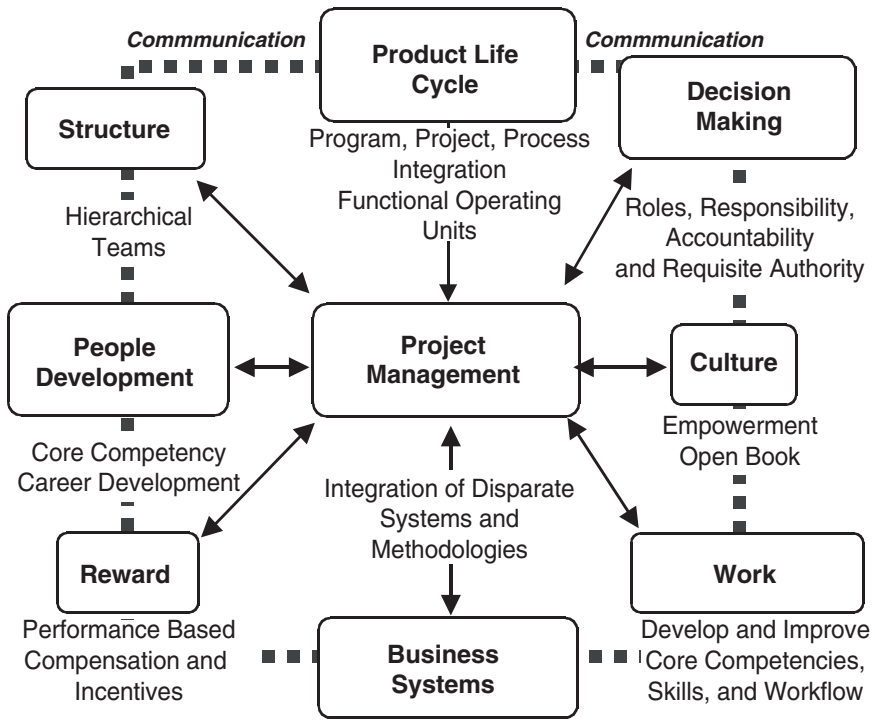 Commmunication
Product Life
Cycle
Commmunication
Decision
Making
Structure
Program, Project, Process
Integration
Functional Operating
Units
Hierarchical
Teams
Roles, Responsibility,
Accountability
and Requisite Authority
People
Development
Project
Management
Culture
Core Competency
Career Development
Empowerment
Open Book
Integration of Disparate
Systems and
Methodologies
Reward
Work
Performance Based
Compensation and
Incentives
Business
Systems
Develop and Improve
Core Competencies,
Skills, and Workflow